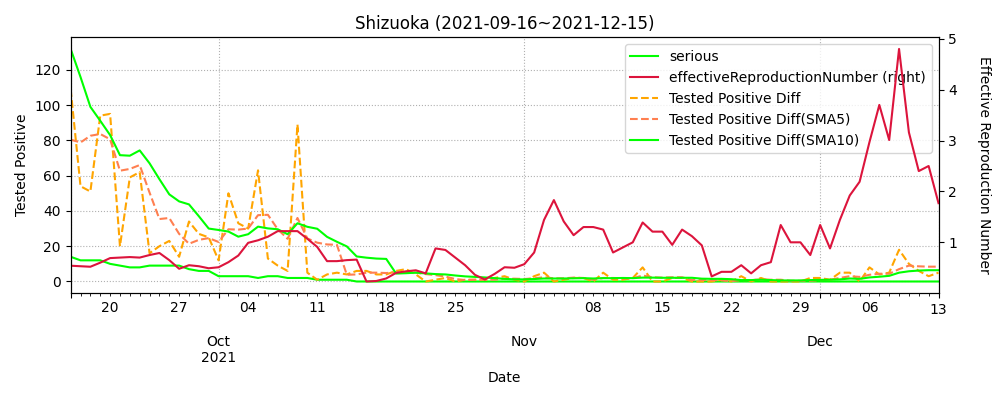 Shizuoka (2021-09-16~2021-12-15)
serious
effectiveReproductionNumber (right)
Tested Positive Diff
Tested Positive Diff(SMA5)
Tested Positive Diff(SMA10)
Tested Positive
120
100
80
60
40
20
0
Effective Reproduction Number
5
4
3
2
1
20 27 04 11 18 25 08 15 22 29 06 13
Oct Nov Dec
2021
Date